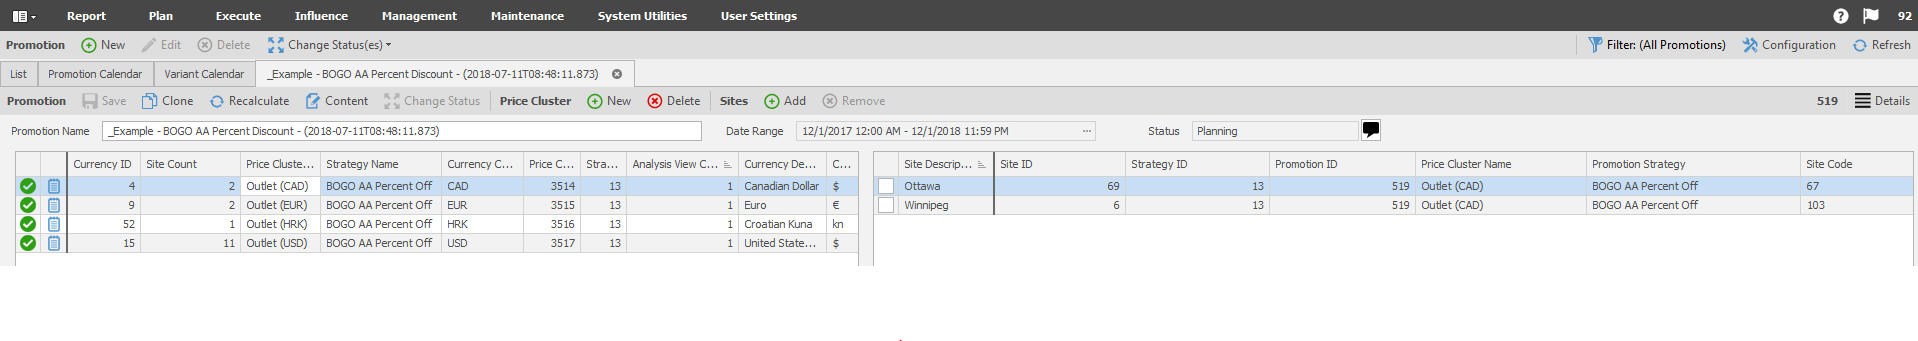 Report Plan Execute Influence Management Maintenance System Utilities User Settings 92
Promotion New Edit Delete Change Status(es) Filter: (All Promotions) Configuration Refresh
List Promotion Calendar Variant Calendar _Example - BOGO AA Percent Discount - (2018-07-11T08:48:11.873)
Promotion Save Clone Recalculate Content Change Status Price Cluster New Delete Sites Add Remove 519 Details
Promotion Name _Example - BOGO AA Percent Discount - (2018-07-11T08:48:11.873) Date Range 12/1/2017 12:00 AM - 12/1/2018 11:59 PM ... Status Planning
Currency ID Site Count Price Cluste... Strategy Name Currency C... Price C... Stra... Analysis View C... Currency De... C... Site Descrip... Site ID Strategy ID Promotion ID Price Cluster Name Promotion Strategy Site Code
4 2 Outlet (CAD) BOGO AA Percent Off CAD 3514 13 1 Canadian Dollar $ Ottawa 69 13 519 Outlet (CAD) BOGO AA Percent Off 67
9 2 Outlet (EUR) BOGO AA Percent Off EUR 3515 13 1 Euro € Winnipeg 6 13 519 Outlet (CAD) BOGO AA Percent Off 103
52 1 Outlet (HRK) BOGO AA Percent Off HRK 3516 13 1 Croatian Kuna kn
15 11 Outlet (USD) BOGO AA Percent Off USD 3517 13 1 United State... $